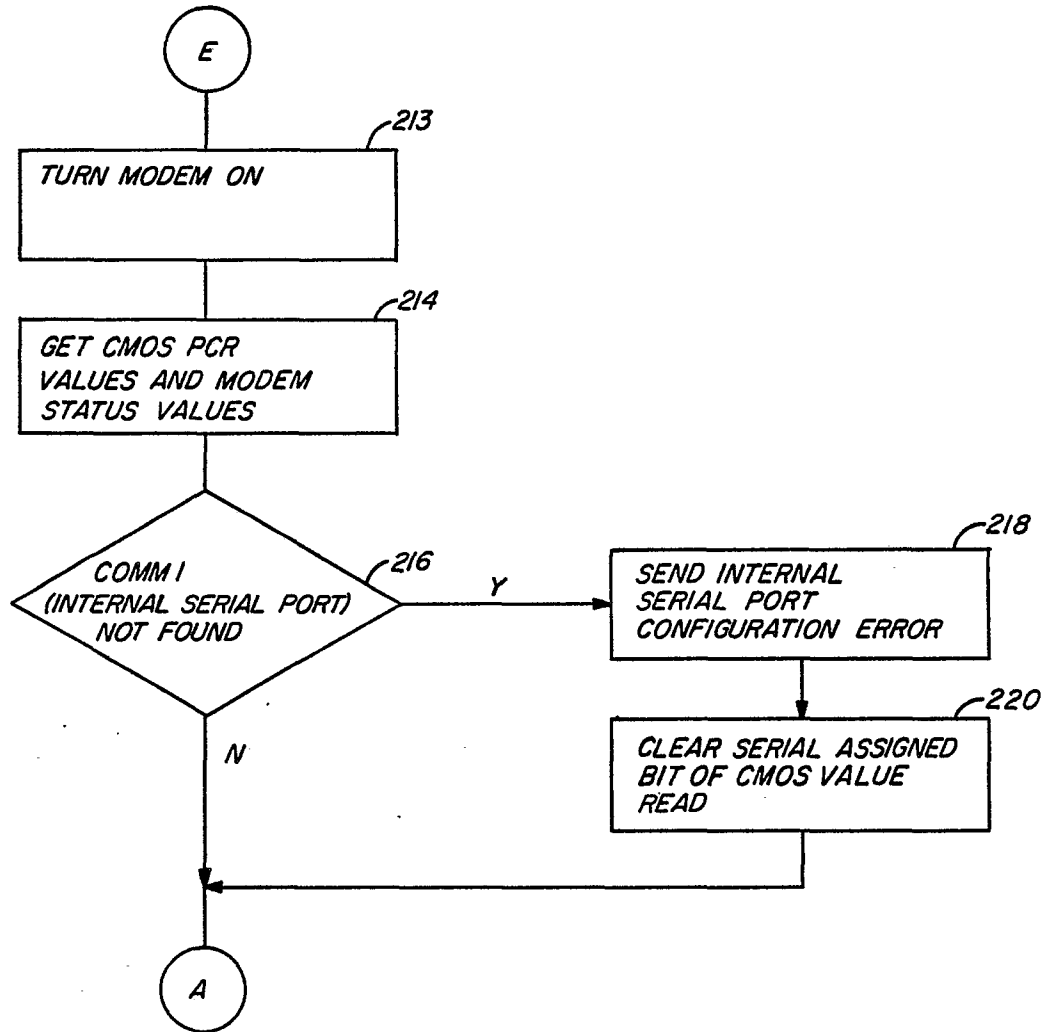 E
213
TURN MODEM ON
214
GET CMOS PCR
VALUES AND MODEM
STATUS VALUES
216
COMM 1
(INTERNAL SERIAL PORT)
NOT FOUND
Y
218
SEND INTERNAL
SERIAL PORT
CONFIGURATION ERROR
220
CLEAR SERIAL ASSIGNED
BIT OF CMOS VALUE
READ
N
A